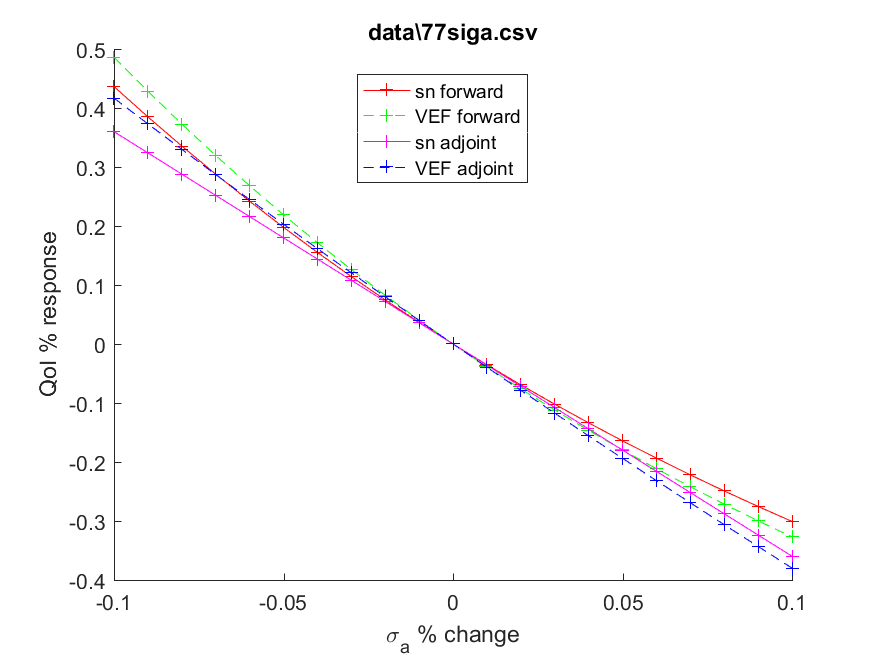 data\77siga.csv
sn forward
VEF forward
sn adjoint
VEF adjoint
QoI % response
0.5
0.4
0.3
0.2
0.1
0
-0.1
-0.2
-0.3
-0.4
-0.1 -0.05 0 0.05 0.1
σa % change